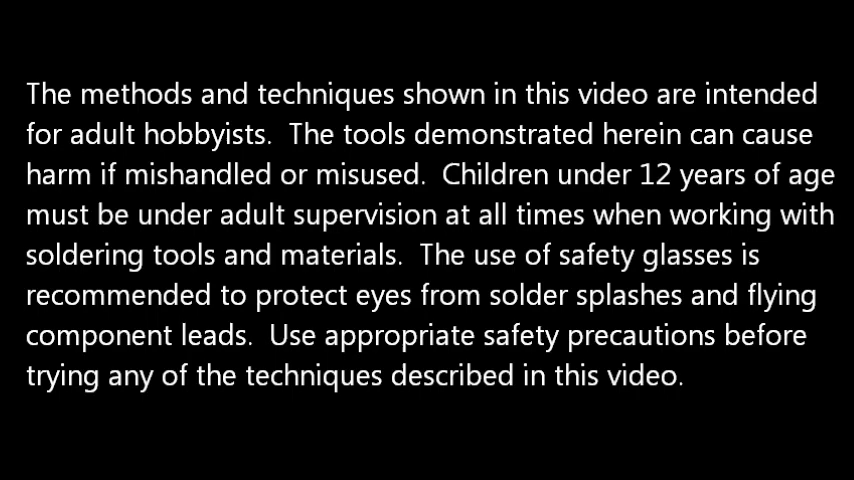 The methods and techniques shown in this video are intended
for adult hobbyists.  The tools demonstrated herein can cause
harm if mishandled or misused.  Children under 12 years of age
must be under adult supervision at all times when working with
soldering tools and materials.  The use of safety glasses is
recommended to protect eyes from solder splashes and flying
component leads.  Use appropriate safety precautions before
trying any of the techniques described in this video.